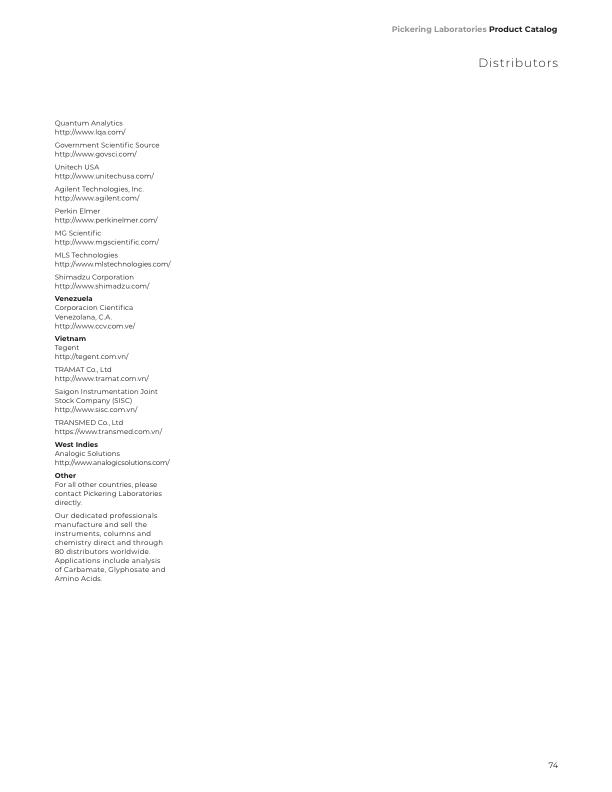 Pickering Laboratories Product Catalog
Distributors
Quantum Analytics
http://www.lqa.com/
Government Scientific Source
http://www.govsci.com/
Unitech USA
http://www.unitechusa.com/
Agilent Technologies, Inc.
http://www.agilent.com/
Perkin Elmer
http://www.perkinelmer.com/
MG Scientific
http://www.mgscientific.com/
MLS Technologies
http://www.mlstechnologies.com/
Shimadzu Corporation
http://www.shimadzu.com/
Venezuela
Corporacion Cientifica
Venezolana, C.A.
http://www.ccv.com.ve/
Vietnam
Tegent
http://tegent.com.vn/
TRAMAT Co., Ltd
http://www.tramat.com.vn/
Saigon Instrumentation Joint
Stock Company (SISC)
http://www.sisc.com.vn/
TRANSMED Co., Ltd
https://www.transmed.com.vn/
West Indies
Analogic Solutions
http://www.analogicsolutions.com/
Other
For all other countries, please
contact Pickering Laboratories
directly.
Our dedicated professionals
manufacture and sell the
instruments, columns and
chemistry direct and through
80 distributors worldwide.
Applications include analysis
of Carbamate, Glyphosate and
Amino Acids.
74